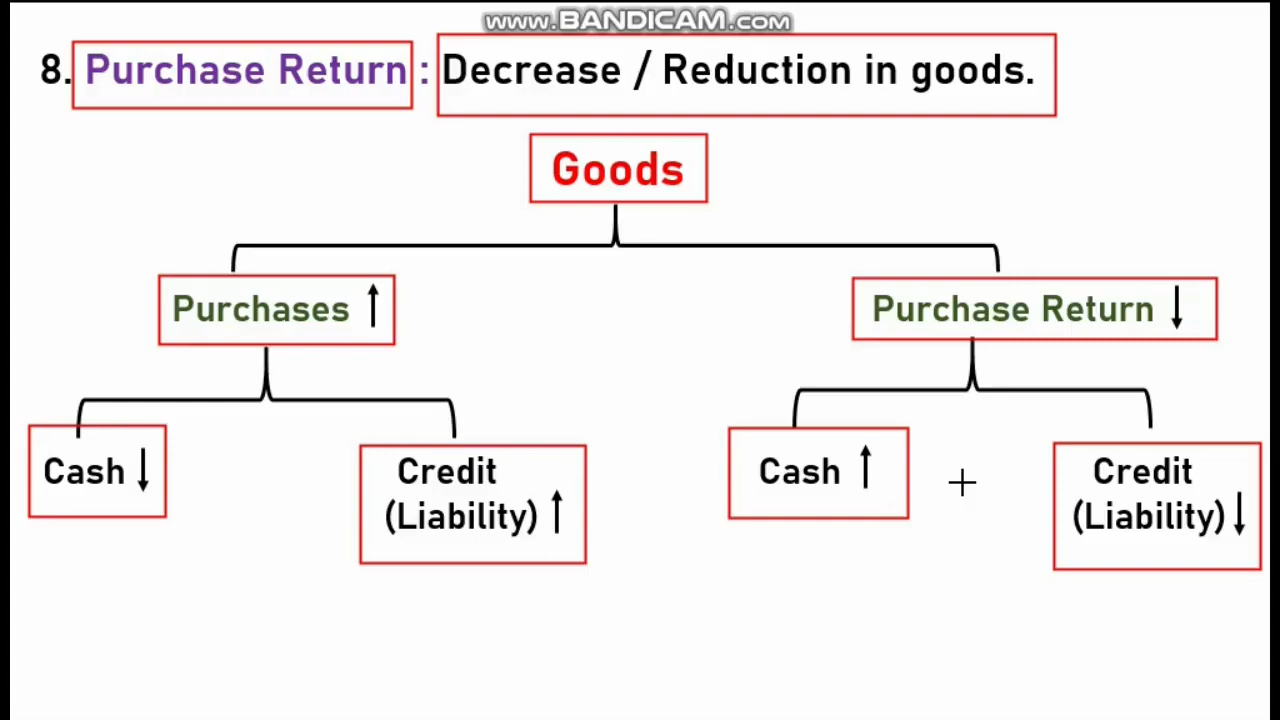 www.BANDICAM.com
8. Purchase Return : Decrease / Reduction in goods.
Goods
Purchases ↑
Purchase Return ↓
Cash ↓
Credit
(Liability) ↑
Cash ↑
Credit
(Liability) ↓